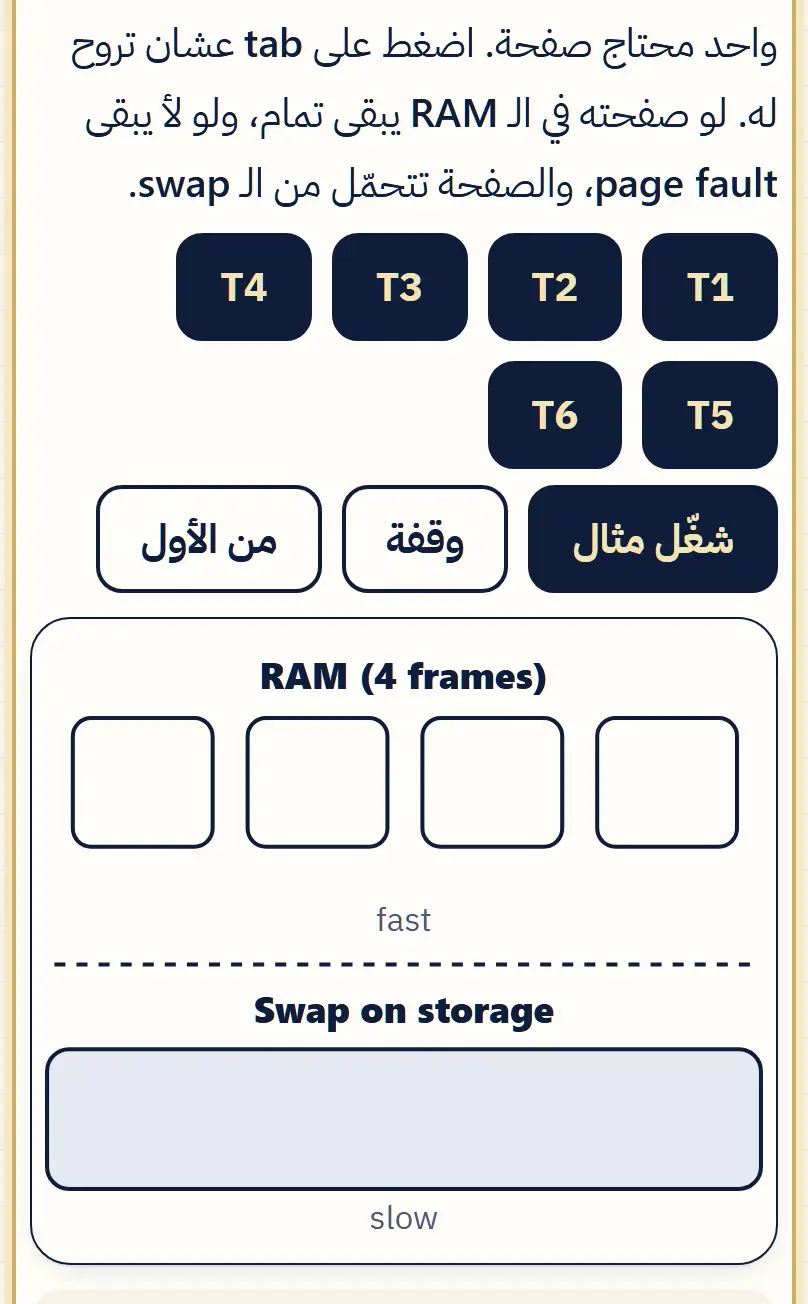 واحد محتاج صفحة. اضغط على tab عشان تروح
له. لو صفحته في الـ RAM يبقى تمام، ولو لأ يبقى
page fault، والصفحة تتحمّل من الـ swap.
T1 T2 T3 T4
T5 T6
شغّل مثال وقفة من الأول
RAM (4 frames)
fast
Swap on storage
slow